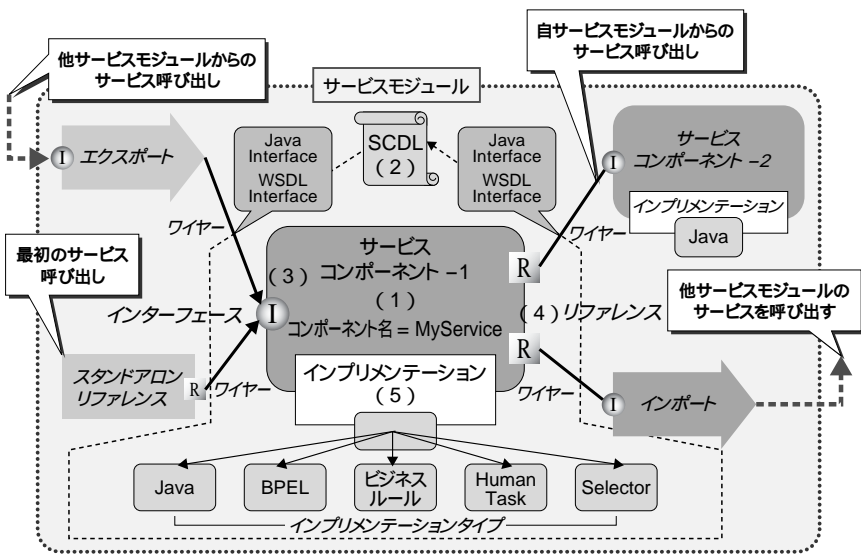 他サービスモジュールからの
サービス呼び出し
自サービスモジュールからの
サービス呼び出し
サービスモジュール
I
エクスポート
Java
Interface
WSDL
Interface
SCDL
(2)
Java
Interface
WSDL
Interface
I
サービス
コンポーネント -2
インプリメンテーション
Java
ワイヤー
ワイヤー
最初のサービス
呼び出し
サービス
コンポーネント -1
(1)
コンポーネント名 = MyService
(3)
インターフェース
I
R
(4)リファレンス
R
他サービスモジュールの
サービスを呼び出す
スタンドアロン
リファレンス
R
ワイヤー
インプリメンテーション
(5)
ワイヤー
I
インポート
Java
BPEL
ビジネス
ルール
Human
Task
Selector
インプリメンテーションタイプ